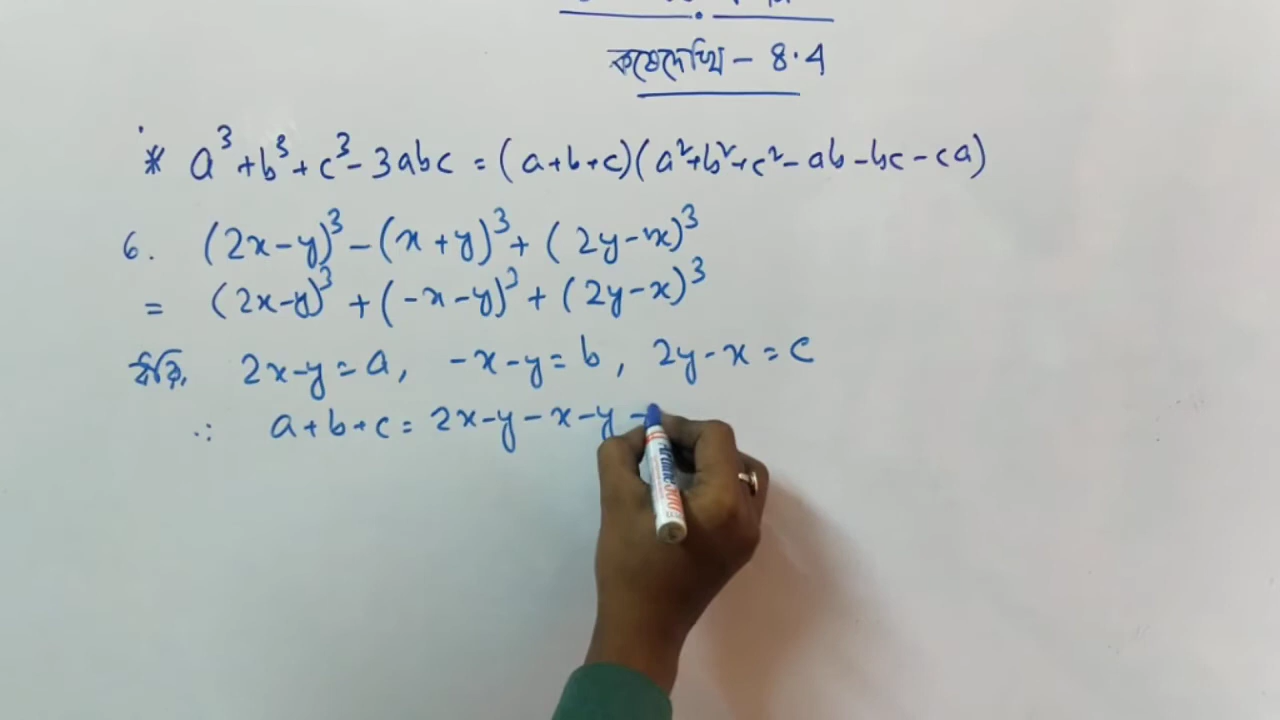 কষেদেখি – 8.4
* a³ + b³ + c³ - 3abc = (a+b+c)(a²+b²+c² - ab - bc - ca)
6. (2x-y)³ - (x+y)³ + (2y-x)³
= (2x-y)³ + (-x-y)³ + (2y-x)³
ধরি, 2x-y = a, -x-y = b, 2y-x = c
∴ a+b+c = 2x-y-x-y
Artline